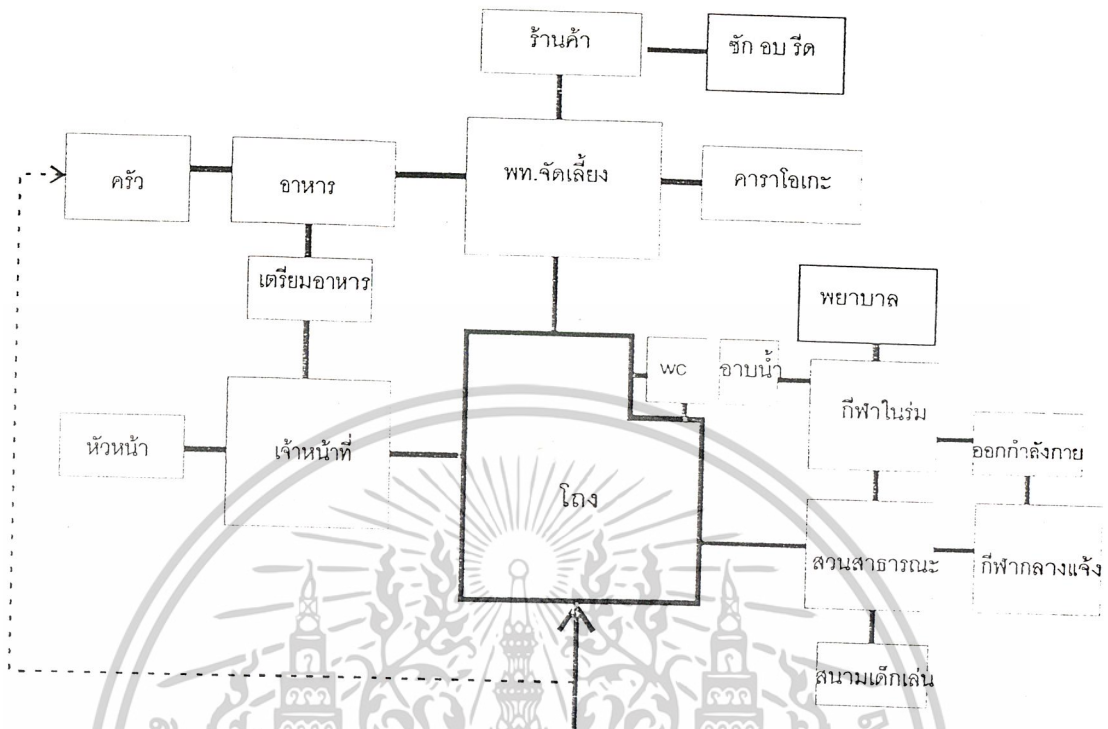 ร้านค้า
ซัก อบ รีด
ครัว
อาหาร
พท.จัดเลี้ยง
คาราโอเกะ
เตรียมอาหาร
พยาบาล
WC
อาบน้ำ
กีฬาในร่ม
หัวหน้า
เจ้าหน้าที่
ออกกำลังกาย
โถง
สวนสาธารณะ
กีฬากลางแจ้ง
สนามเด็กเล่น